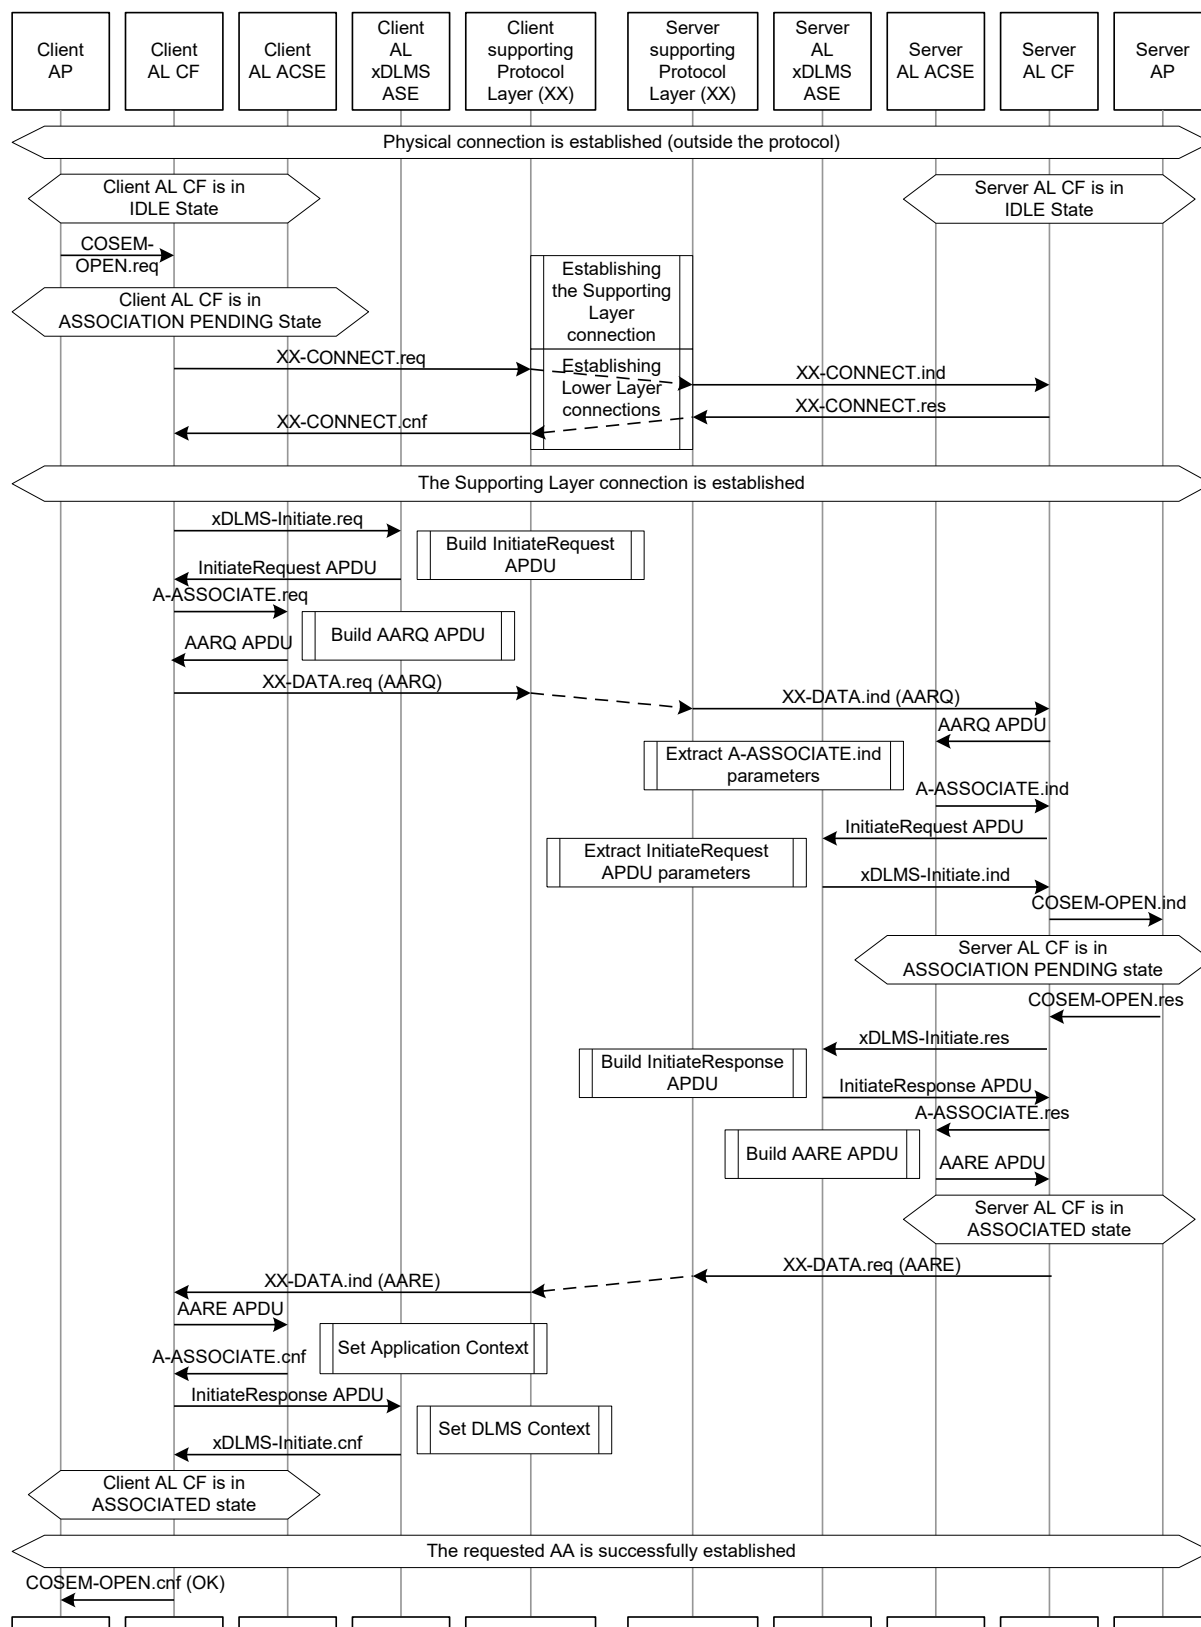 Client
AP
Client
AL CF
Client
AL ACSE
Client
AL
xDLMS
ASE
Client
supporting
Protocol
Layer (XX)
Server
supporting
Protocol
Layer (XX)
Server
AL
xDLMS
ASE
Server
AL ACSE
Server
AL CF
Server
AP
Physical connection is established (outside the protocol)
Client AL CF is in
IDLE State
Server AL CF is in
IDLE State
COSEM-
OPEN.req
Establishing
the Supporting
Layer
connection
Client AL CF is in
ASSOCIATION PENDING State
XX-CONNECT.req
Establishing
Lower Layer
connections
XX-CONNECT.ind
XX-CONNECT.res
XX-CONNECT.cnf
The Supporting Layer connection is established
xDLMS-Initiate.req
Build InitiateRequest
APDU
InitiateRequest APDU
A-ASSOCIATE.req
Build AARQ APDU
AARQ APDU
XX-DATA.req (AARQ)
XX-DATA.ind (AARQ)
AARQ APDU
Extract A-ASSOCIATE.ind
parameters
A-ASSOCIATE.ind
InitiateRequest APDU
Extract InitiateRequest
APDU parameters
xDLMS-Initiate.ind
COSEM-OPEN.ind
Server AL CF is in
ASSOCIATION PENDING state
COSEM-OPEN.res
xDLMS-Initiate.res
Build InitiateResponse
APDU
InitiateResponse APDU
A-ASSOCIATE.res
Build AARE APDU
AARE APDU
Server AL CF is in
ASSOCIATED state
XX-DATA.req (AARE)
XX-DATA.ind (AARE)
AARE APDU
Set Application Context
A-ASSOCIATE.cnf
InitiateResponse APDU
Set DLMS Context
xDLMS-Initiate.cnf
Client AL CF is in
ASSOCIATED state
The requested AA is successfully established
COSEM-OPEN.cnf (OK)